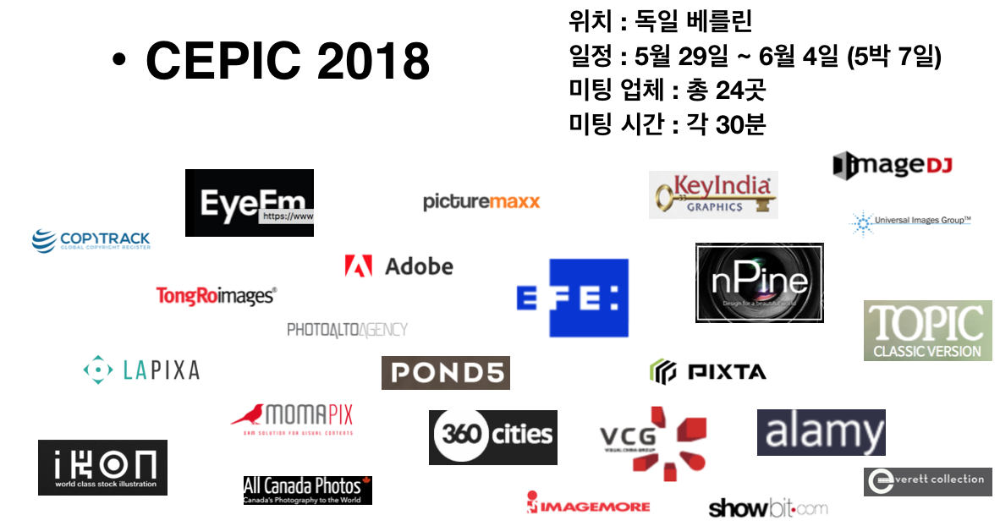 • CEPIC 2018
위치 : 독일 베를린
일정 : 5월 29일 ~ 6월 4일 (5박 7일)
미팅 업체 : 총 24곳
미팅 시간 : 각 30분
imageDJ
EyeEm
https://www
picturemaxx
KeyIndia®
GRAPHICS
Universal Images Group™
COPYTRACK
GLOBAL COPYRIGHT REGISTER
Adobe
nPine
Design for a beautiful world
TongRoimages®
EFE:
PHOTOALTOAGENCY
TOPIC
CLASSIC VERSION
LAPIXA
POND5
PIXTA
MOMAPIX
DAM SOLUTION FOR VISUAL CONTENTS
360cities
VCG
VISUAL CHINA GROUP
alamy
iKON
world class stock illustration
All Canada Photos
Canada's Photography to the World
everett collection
IMAGEMORE
showbit.com